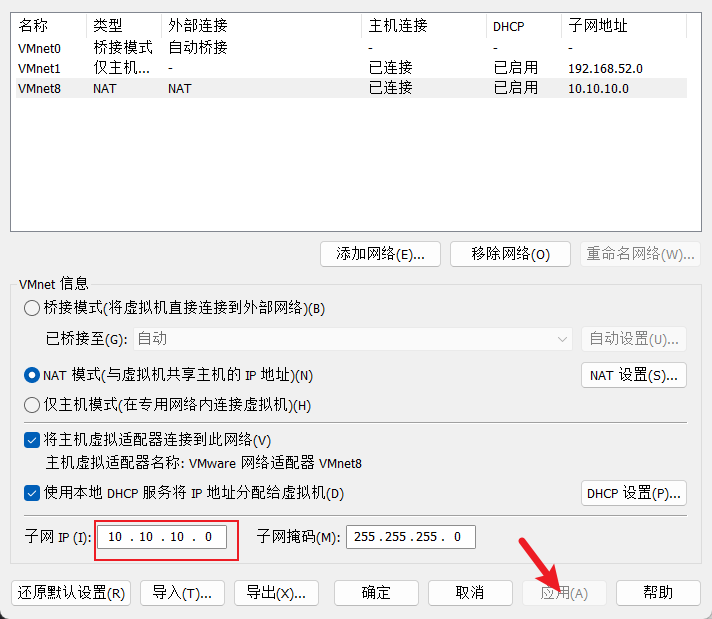 名称 类型 外部连接 主机连接 DHCP 子网地址
VMnet0 桥接模式 自动桥接 - - -
VMnet1 仅主机... - 已连接 已启用 192.168.52.0
VMnet8 NAT NAT 已连接 已启用 10.10.10.0
添加网络(E)... 移除网络(O) 重命名网络(W)...
VMnet 信息
桥接模式(将虚拟机直接连接到外部网络)(B)
已桥接至(G): 自动 自动设置(U)...
NAT 模式(与虚拟机共享主机的 IP 地址)(N) NAT 设置(S)...
仅主机模式(在专用网络内连接虚拟机)(H)
将主机虚拟适配器连接到此网络(V)
主机虚拟适配器名称: VMware 网络适配器 VMnet8
使用本地 DHCP 服务将 IP 地址分配给虚拟机(D) DHCP 设置(P)...
子网 IP (I): 10 . 10 . 10 . 0 子网掩码(M): 255 . 255 . 255 . 0
还原默认设置(R) 导入(T)... 导出(X)... 确定 取消 应用(A) 帮助